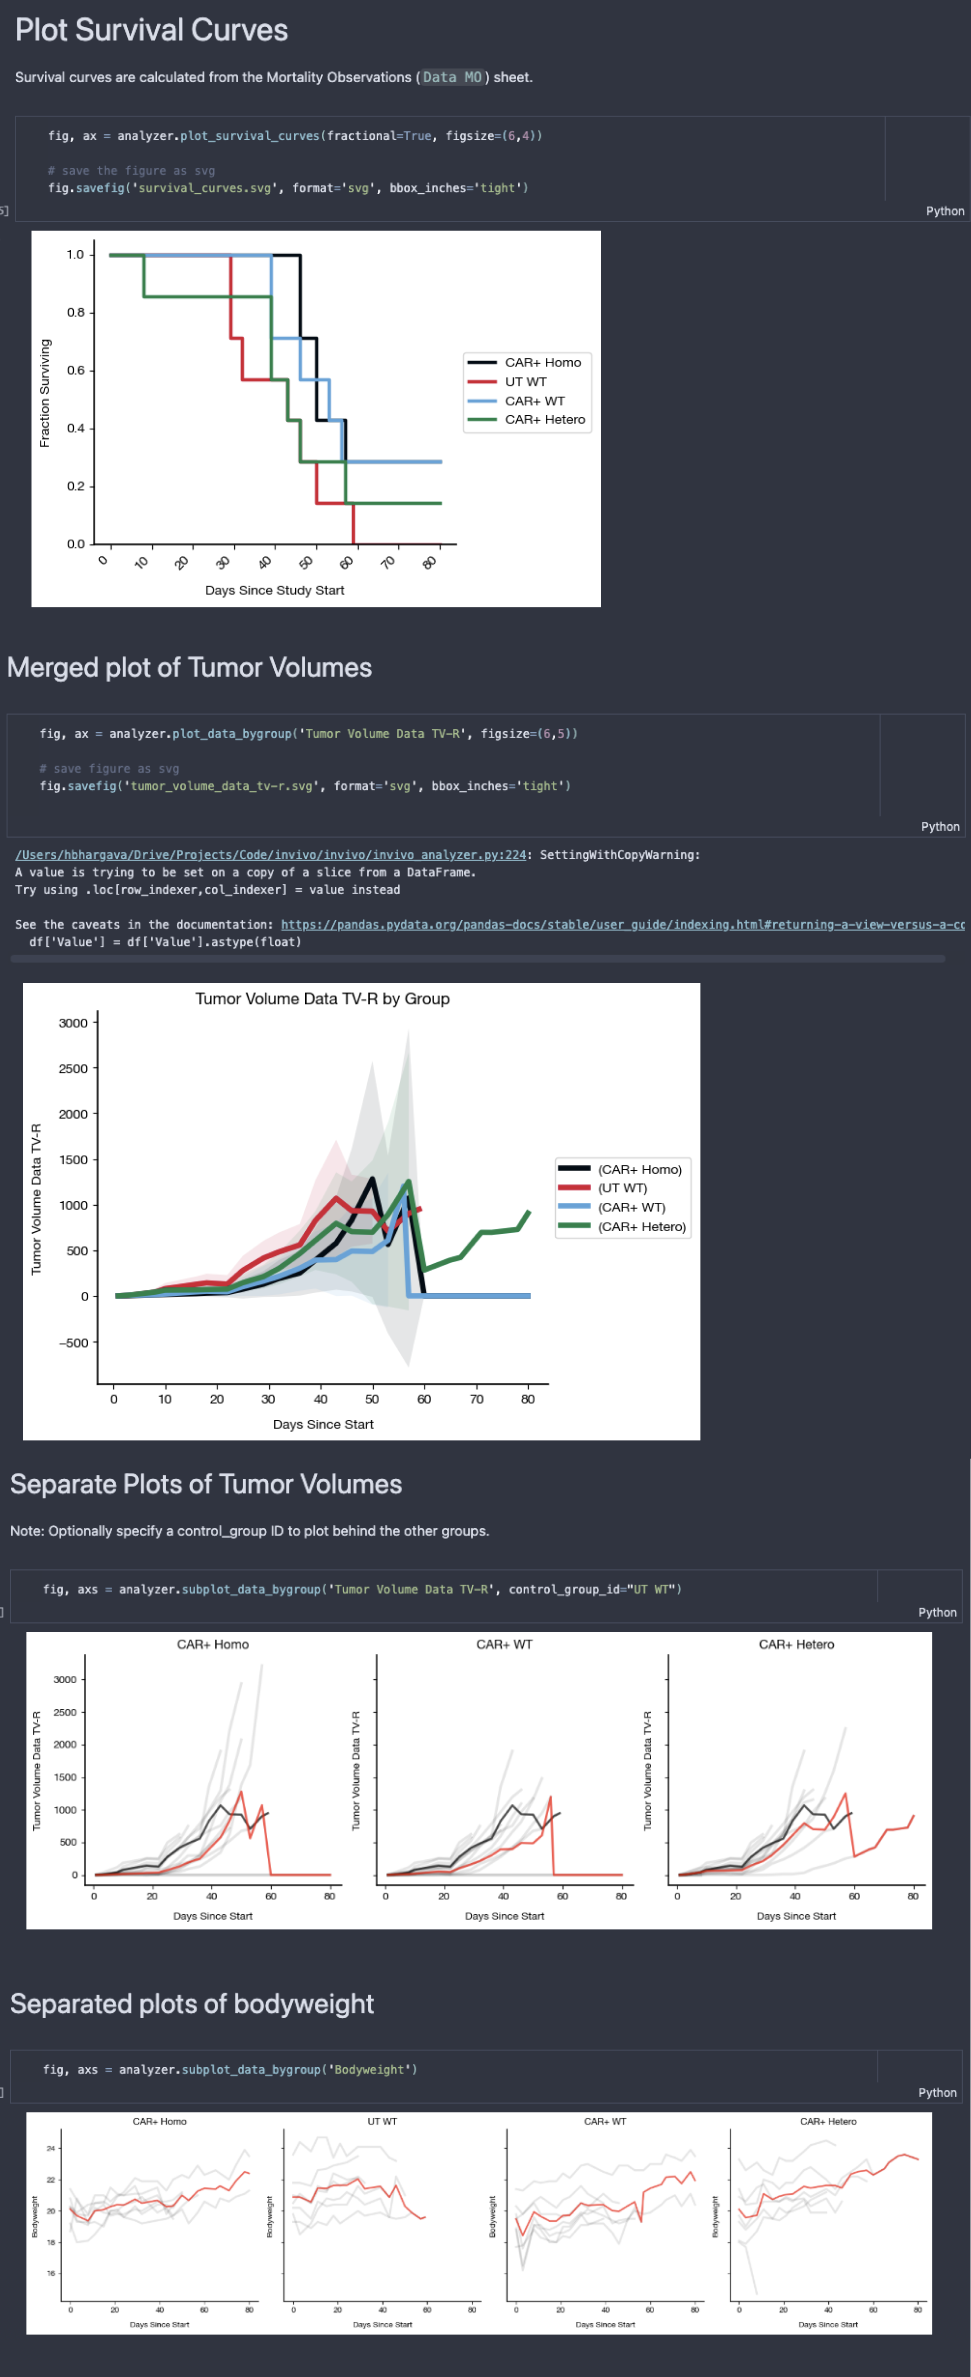 Plot Survival Curves
Survival curves are calculated from the Mortality Observations ( Data MO ) sheet.
fig, ax = analyzer.plot_survival_curves(fractional=True, figsize=(6,4))
# save the figure as svg
fig.savefig('survival_curves.svg', format='svg', bbox_inches='tight')
5]
Python
1.0
0.8
0.6
0.4
0.2
0.0
Fraction Surviving
CAR+ Homo
UT WT
CAR+ WT
CAR+ Hetero
0 10 20 30 40 50 60 70 80
Days Since Study Start
Merged plot of Tumor Volumes
fig, ax = analyzer.plot_data_bygroup('Tumor Volume Data TV-R', figsize=(6,5))
# save figure as svg
fig.savefig('tumor_volume_data_tv-r.svg', format='svg', bbox_inches='tight')
Python
/Users/hbhargava/Drive/Projects/Code/invivo/invivo/invivo_analyzer.py:224: SettingWithCopyWarning:
A value is trying to be set on a copy of a slice from a DataFrame.
Try using .loc[row_indexer,col_indexer] = value instead
See the caveats in the documentation: https://pandas.pydata.org/pandas-docs/stable/user_guide/indexing.html#returning-a-view-versus-a-co
df['Value'] = df['Value'].astype(float)
Tumor Volume Data TV-R by Group
3000
2500
2000
1500
1000
500
0
−500
Tumor Volume Data TV-R
(CAR+ Homo)
(UT WT)
(CAR+ WT)
(CAR+ Hetero)
0 10 20 30 40 50 60 70 80
Days Since Start
Separate Plots of Tumor Volumes
Note: Optionally specify a control_group ID to plot behind the other groups.
fig, axs = analyzer.subplot_data_bygroup('Tumor Volume Data TV-R', control_group_id="UT WT")
]
Python
CAR+ Homo
CAR+ WT
CAR+ Hetero
3000
2500
2000
1500
1000
500
0
Tumor Volume Data TV-R
Tumor Volume Data TV-R
Tumor Volume Data TV-R
0 20 40 60 80
0 20 40 60 80
0 20 40 60 80
Days Since Start
Days Since Start
Days Since Start
Separated plots of bodyweight
fig, axs = analyzer.subplot_data_bygroup('Bodyweight')
]
Python
CAR+ Homo
UT WT
CAR+ WT
CAR+ Hetero
24
22
20
18
16
Bodyweight
Bodyweight
Bodyweight
Bodyweight
0 20 40 60 80
0 20 40 60 80
0 20 40 60 80
0 20 40 60 80
Days Since Start
Days Since Start
Days Since Start
Days Since Start